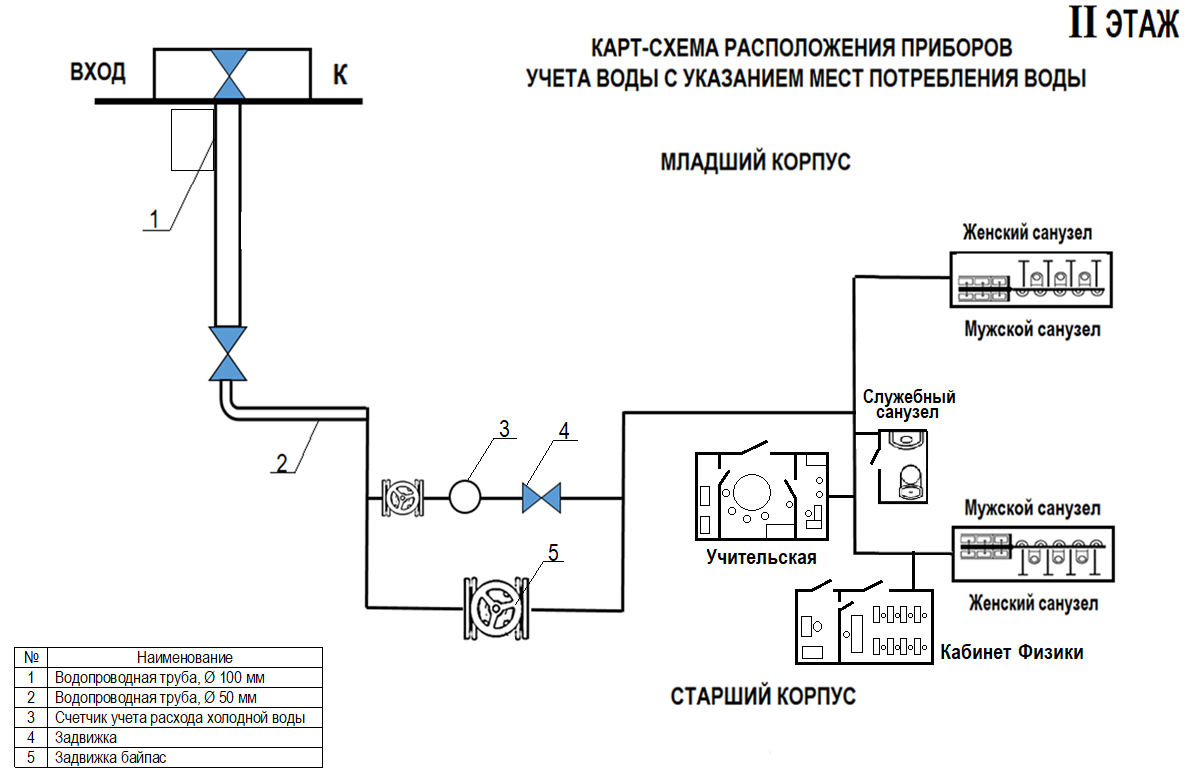 II ЭТАЖ
КАРТ-СХЕМА РАСПОЛОЖЕНИЯ ПРИБОРОВ
УЧЕТА ВОДЫ С УКАЗАНИЕМ МЕСТ ПОТРЕБЛЕНИЯ ВОДЫ
ВХОД
К
МЛАДШИЙ КОРПУС
1
Женский санузел
Мужской санузел
Служебный
санузел
2
3
4
5
Учительская
Мужской санузел
Женский санузел
Кабинет Физики
СТАРШИЙ КОРПУС
№ Наименование
1 Водопроводная труба, Ø 100 мм
2 Водопроводная труба, Ø 50 мм
3 Счетчик учета расхода холодной воды
4 Задвижка
5 Задвижка байпас